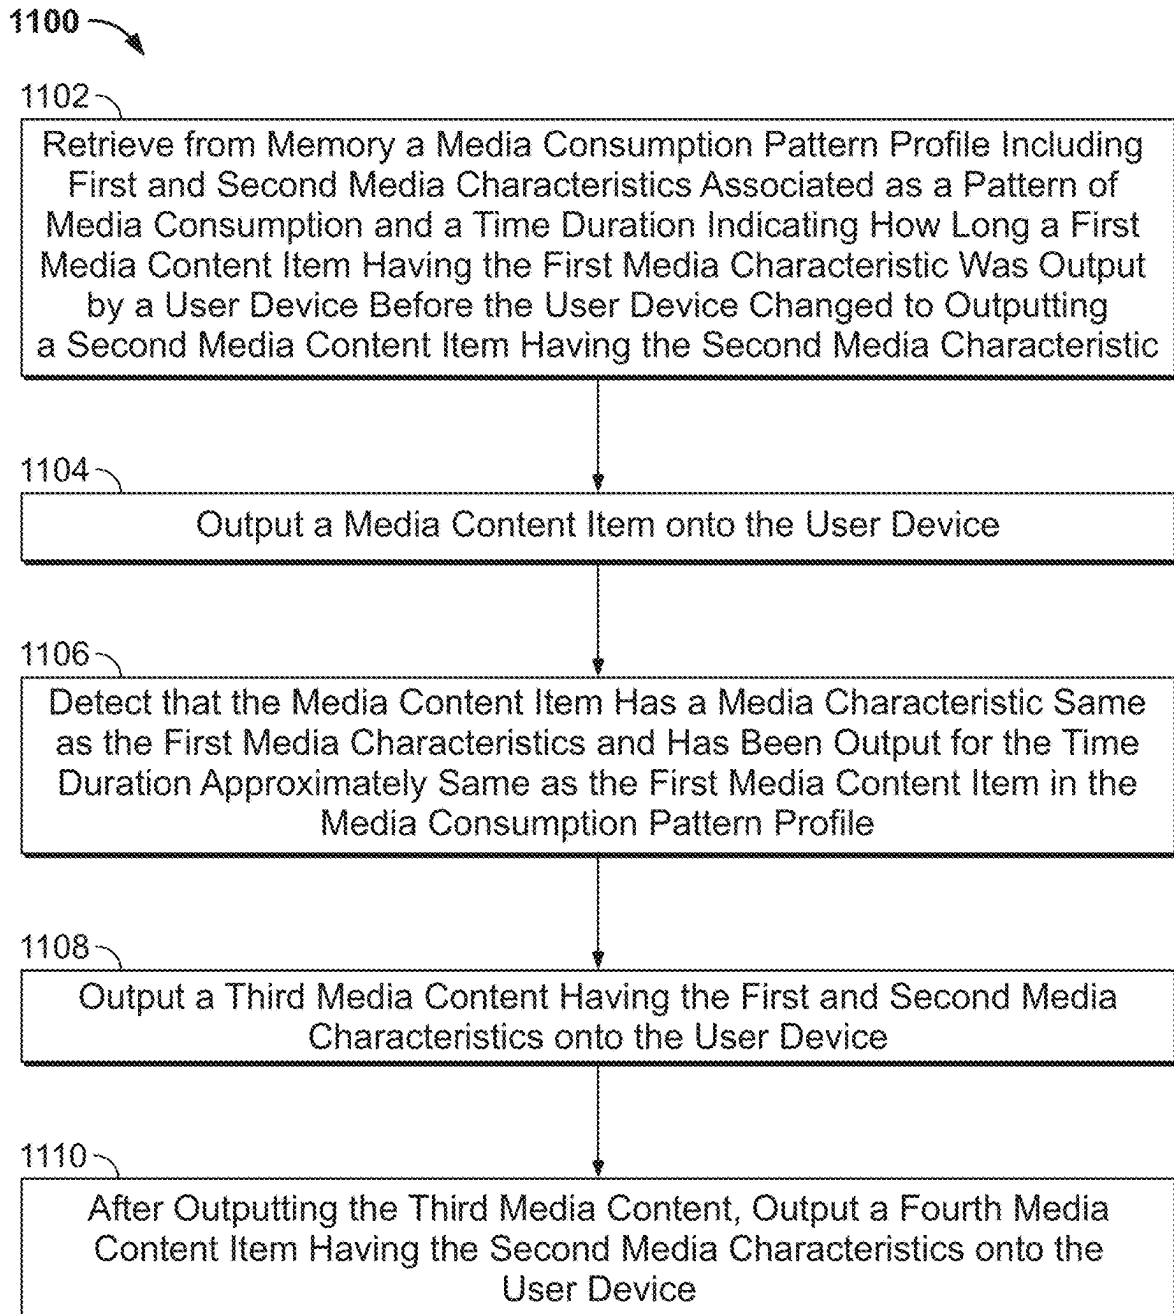 1100
1102
Retrieve from Memory a Media Consumption Pattern Profile Including
First and Second Media Characteristics Associated as a Pattern of
Media Consumption and a Time Duration Indicating How Long a First
Media Content Item Having the First Media Characteristic Was Output
by a User Device Before the User Device Changed to Outputting
a Second Media Content Item Having the Second Media Characteristic
1104
Output a Media Content Item onto the User Device
1106
Detect that the Media Content Item Has a Media Characteristic Same
as the First Media Characteristics and Has Been Output for the Time
Duration Approximately Same as the First Media Content Item in the
Media Consumption Pattern Profile
1108
Output a Third Media Content Having the First and Second Media
Characteristics onto the User Device
1110
After Outputting the Third Media Content, Output a Fourth Media
Content Item Having the Second Media Characteristics onto the
User Device